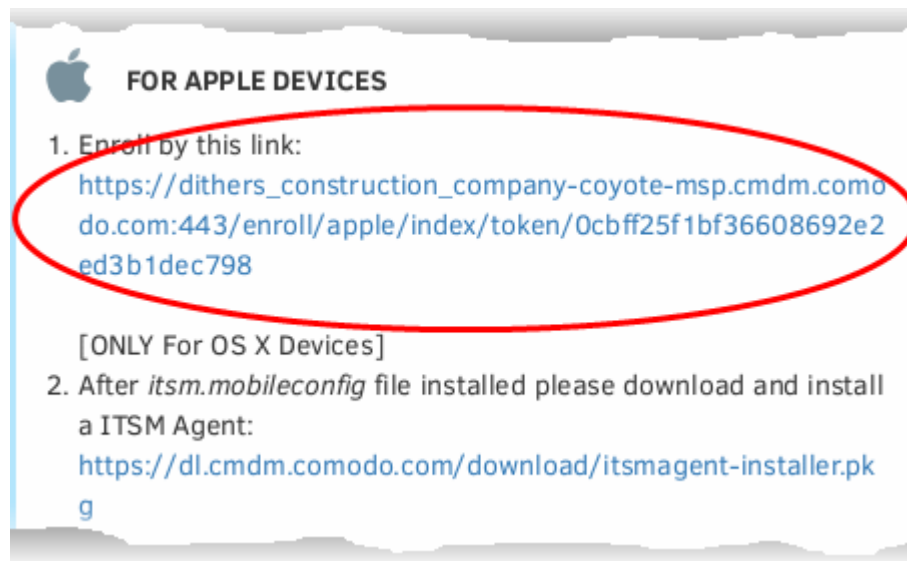 FOR APPLE DEVICES
1. Enroll by this link:
https://dithers_construction_company-coyote-msp.cmdm.como
do.com:443/enroll/apple/index/token/0cbff25f1bf36608692e2
ed3b1dec798
[ONLY For OS X Devices]
2. After itsm.mobileconfig file installed please download and install
a ITSM Agent:
https://dl.cmdm.comodo.com/download/itsmagent-installer.pk
g